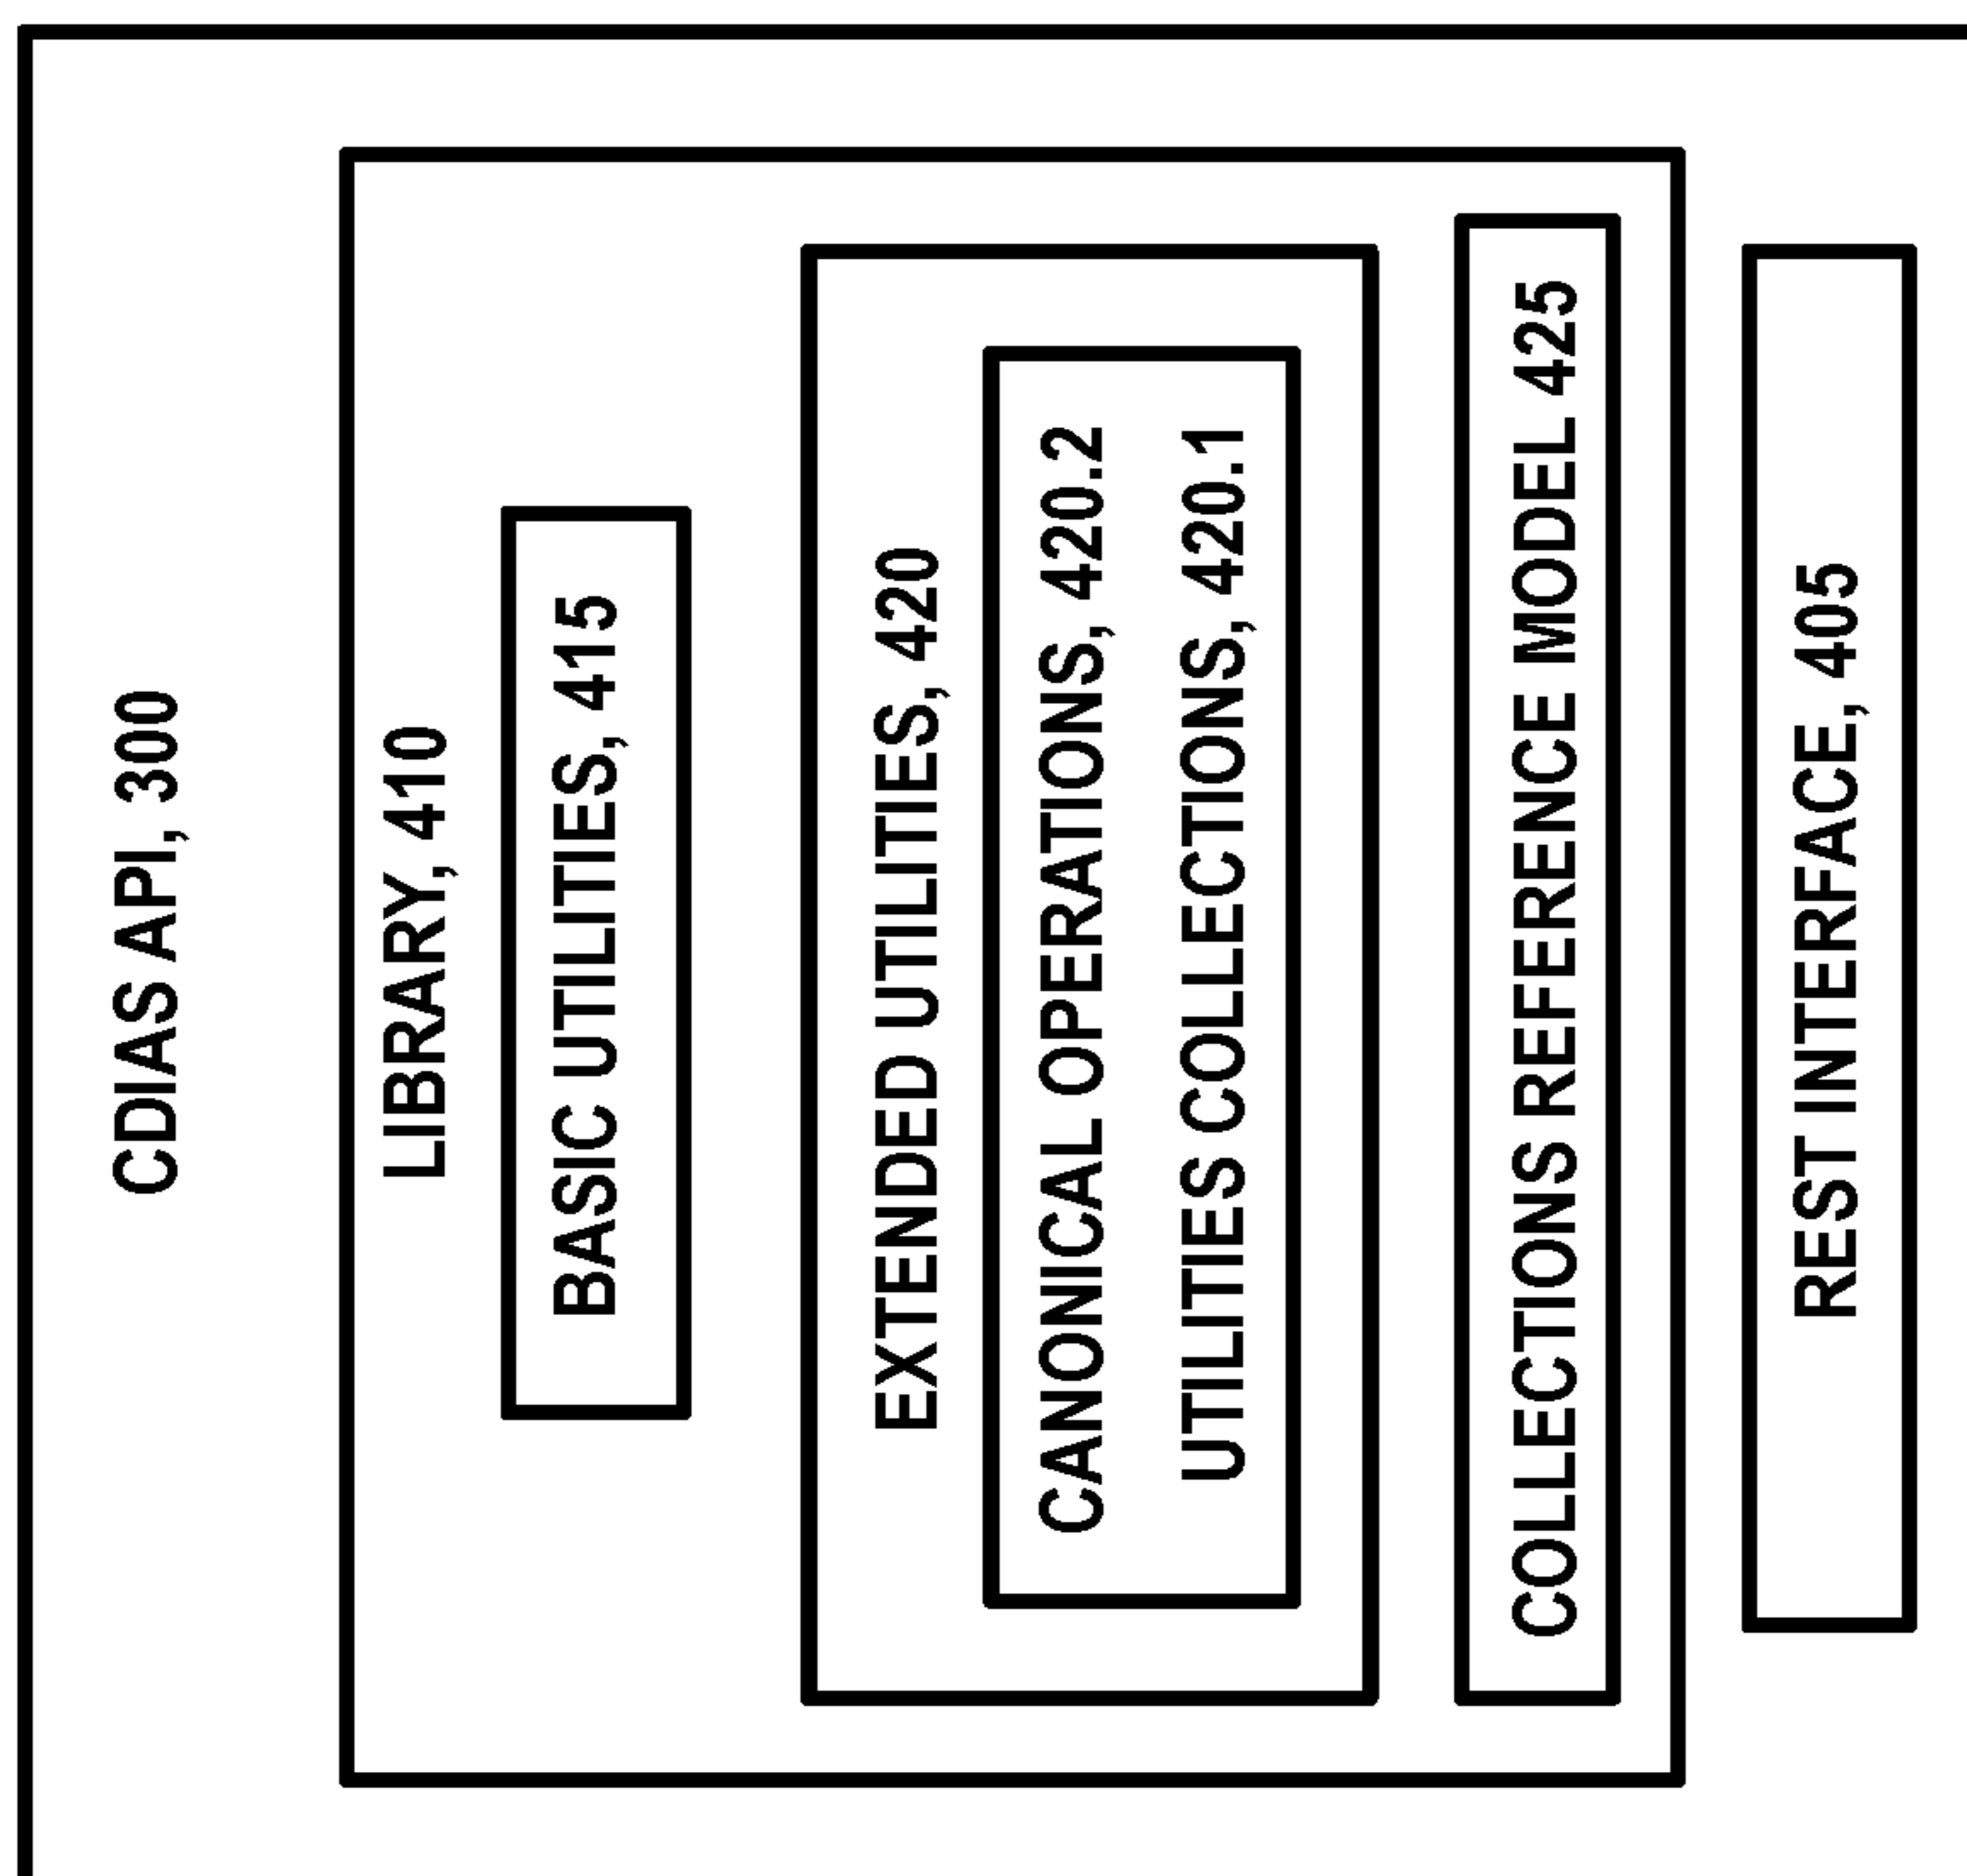 CDIAS API, 300
LIBRARY, 410
BASIC UTILITIES, 415
EXTENDED UTILITIES, 420
CANONICAL OPERATIONS, 420.2
UTILITIES COLLECTIONS, 420.1
COLLECTIONS REFERENCE MODEL 425
REST INTERFACE, 405